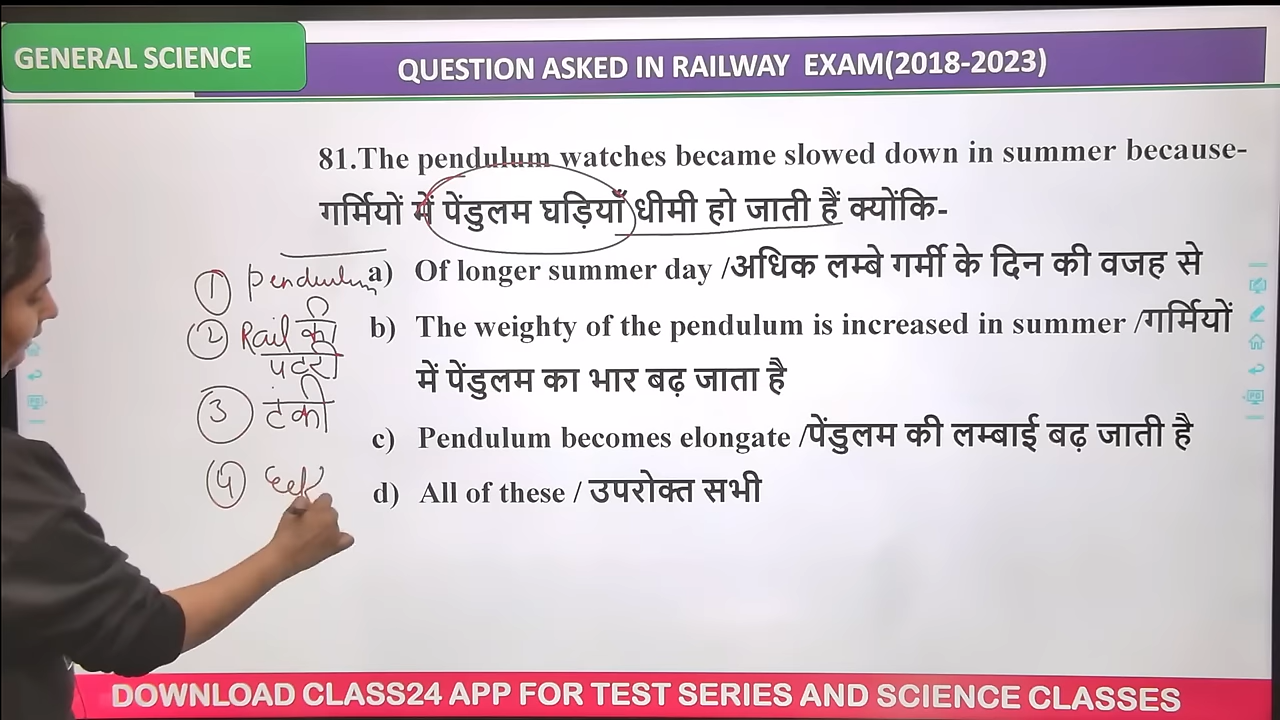 GENERAL SCIENCE
QUESTION ASKED IN RAILWAY EXAM(2018-2023)
81.The pendulum watches became slowed down in summer because-
गर्मियों में पेंडुलम घड़ियाँ धीमी हो जाती हैं क्योंकि-
a) Of longer summer day /अधिक लम्बे गर्मी के दिन की वजह से
b) The weighty of the pendulum is increased in summer /गर्मियों
में पेंडुलम का भार बढ़ जाता है
c) Pendulum becomes elongate /पेंडुलम की लम्बाई बढ़ जाती है
d) All of these / उपरोक्त सभी
1 Pendulum
2 Rail की
पटरी
3 टंकी
4
DOWNLOAD CLASS24 APP FOR TEST SERIES AND SCIENCE CLASSES